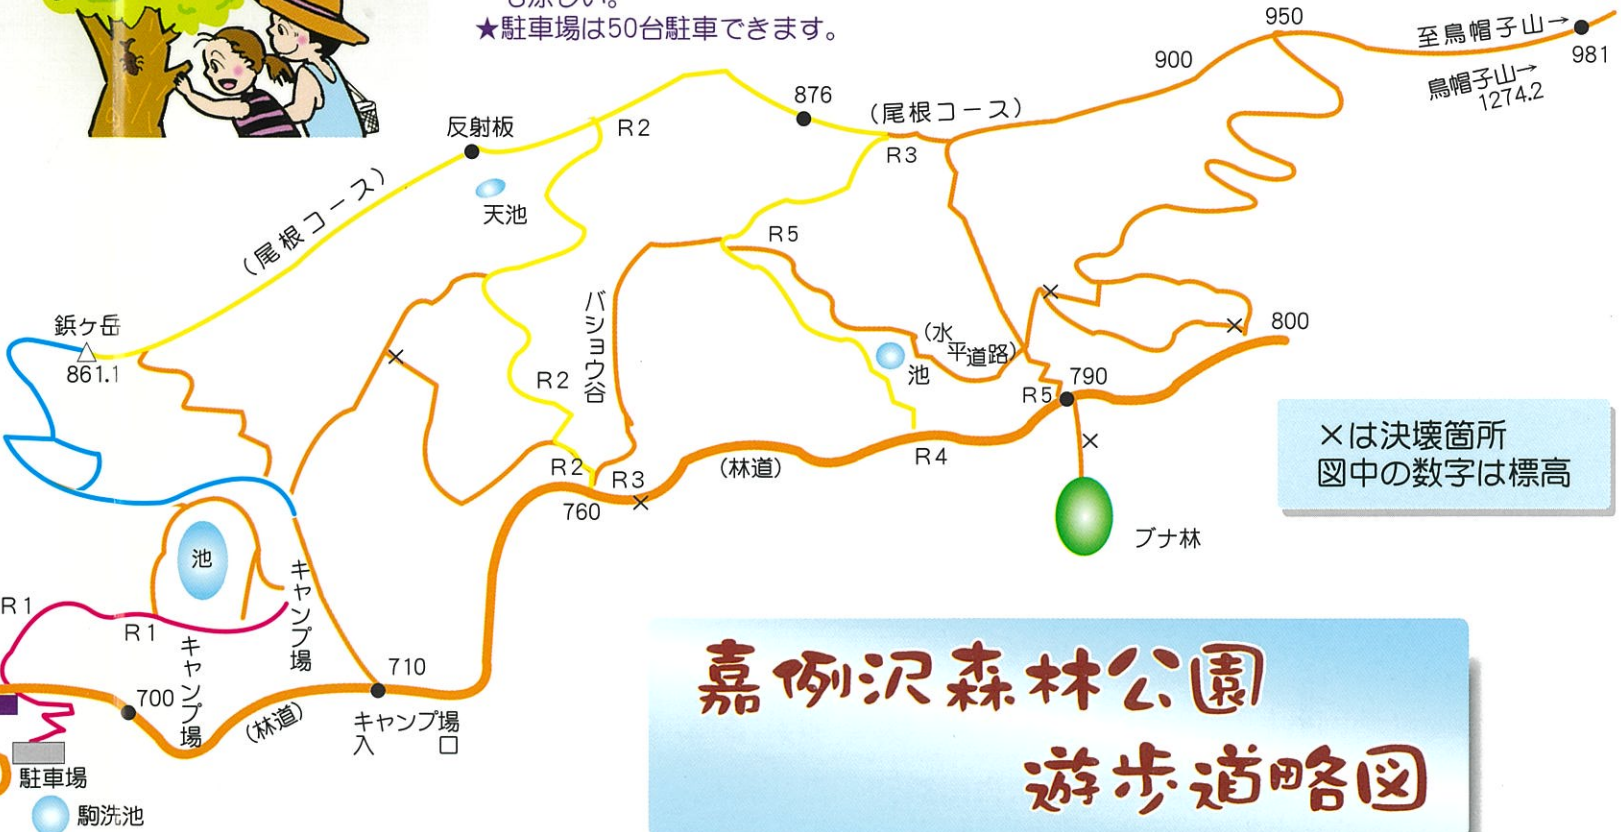 も涼しい。
★駐車場は50台駐車できます。
950
至烏帽子山→
981
烏帽子山→
1274.2
900
876
(尾根コース)
R3
反射板
R2
天池
(尾根コース)
鋲ヶ岳
861.1
R5
バショウ谷
(水平道路)
池
800
R5
790
R2
R2
R3
760
(林道)
R4
×は決壊箇所
図中の数字は標高
ブナ林
池
キャンプ場
R1
R1
キャンプ場
710
700
(林道)
キャンプ場
入口
駐車場
駒洗池
嘉例沢森林公園
遊歩道略図